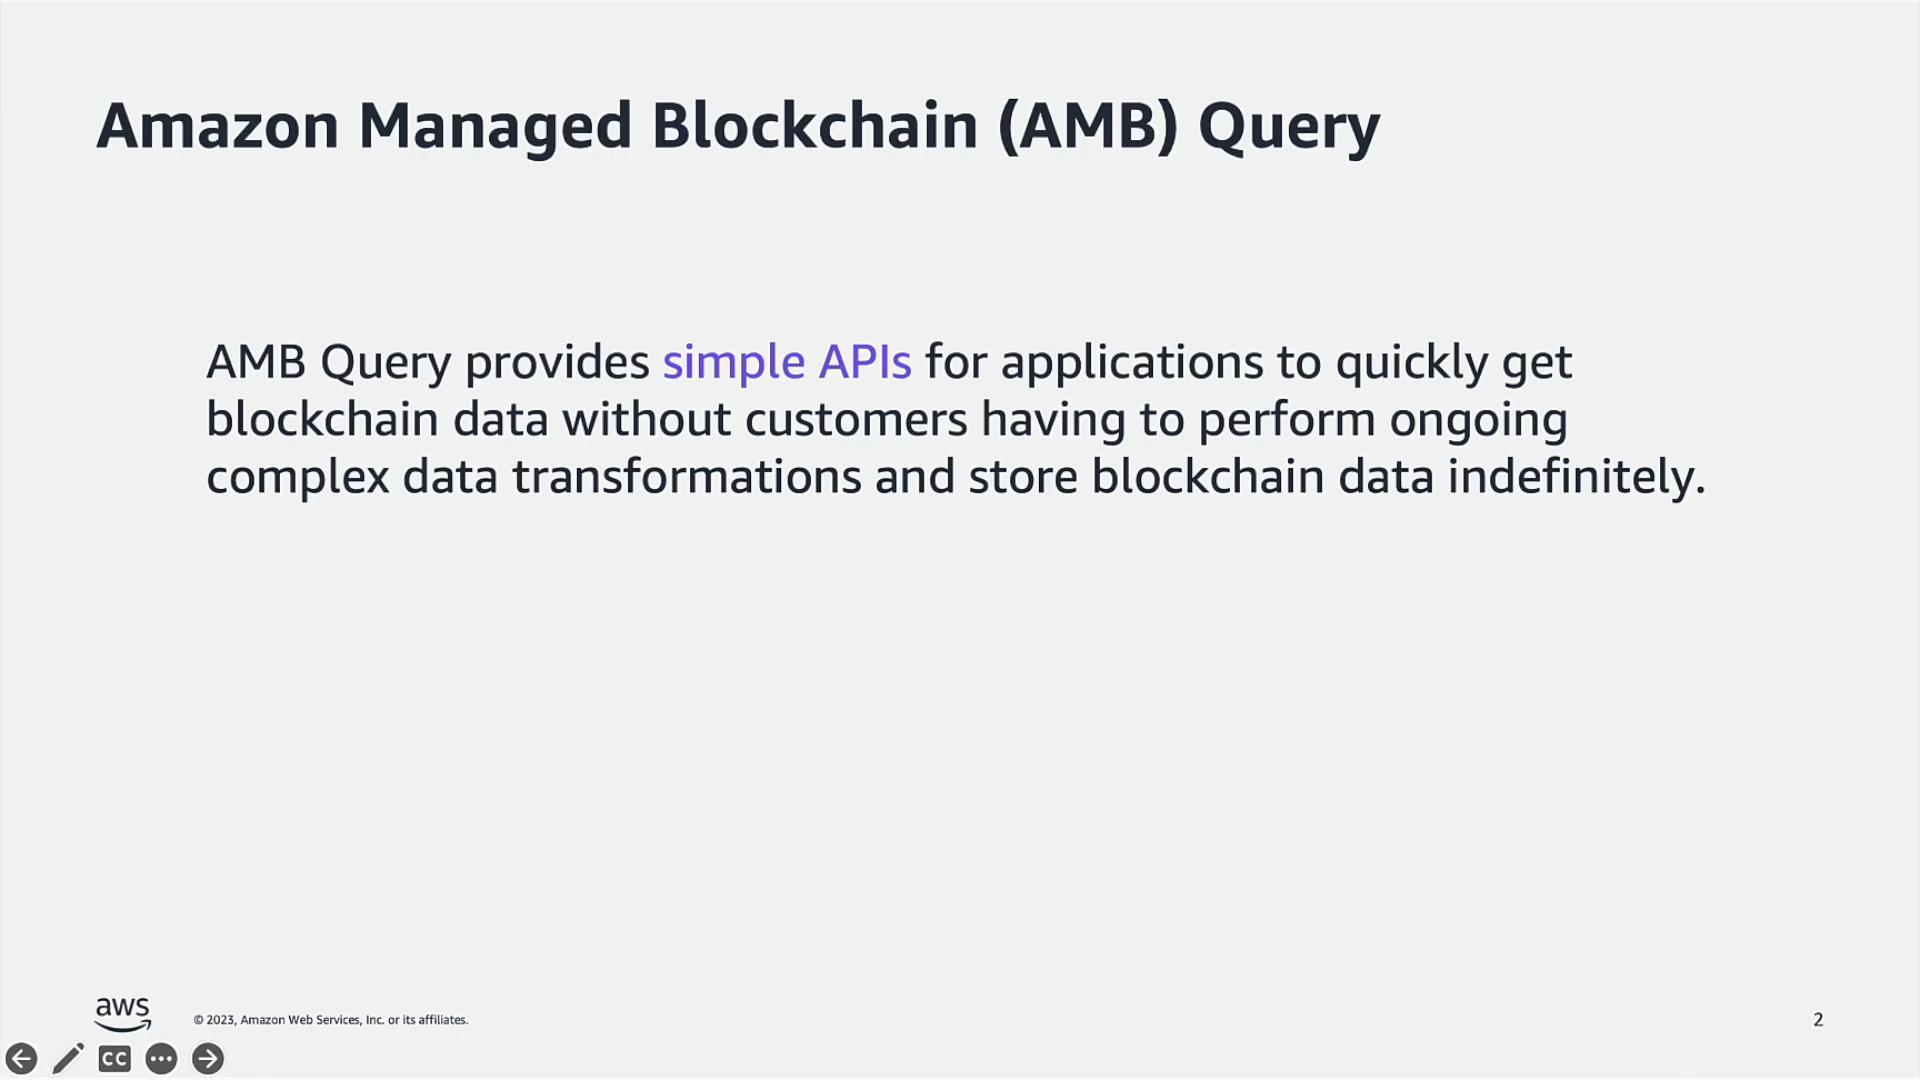 Amazon Managed Blockchain (AMB) Query
AMB Query provides simple APIs for applications to quickly get
blockchain data without customers having to perform ongoing
complex data transformations and store blockchain data indefinitely.
aws
© 2023, Amazon Web Services, Inc. or its affiliates.
2
CC